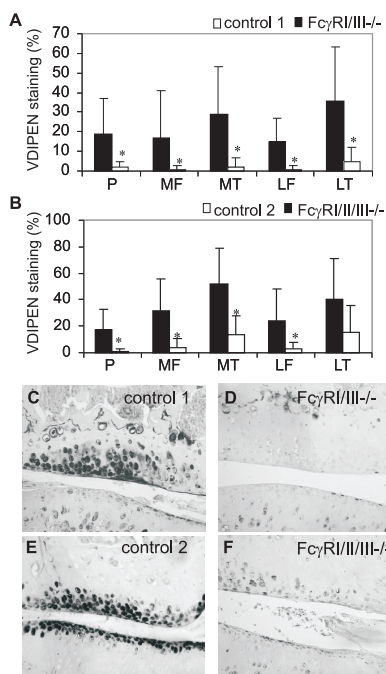 A
control 1 FcγRI/III-/-
VDIPEN staining (%)
70
60
50
40
30
20
10
0
* * * * *
P MF MT LF LT
B
control 2 FcγRI/II/III-/-
VDIPEN staining (%)
100
80
60
40
20
0
* * * *
P MF MT LF LT
C control 1
D FcγRI/III-/-
E control 2
F FcγRI/II/III-/-